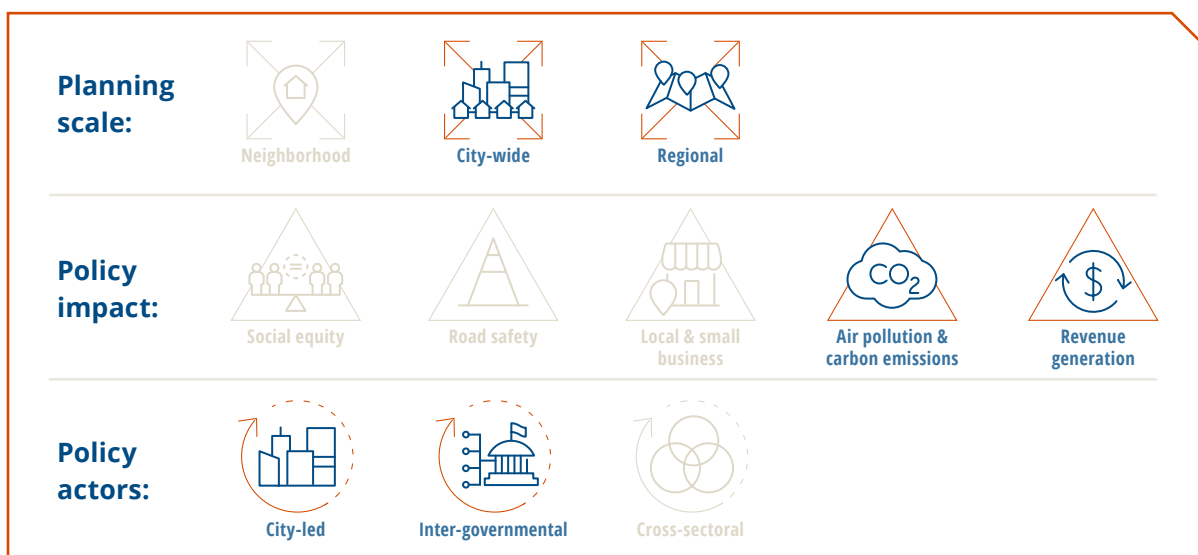 Planning
scale:
Neighborhood
City-wide
Regional
Policy
impact:
Social equity
Road safety
Local & small
business
CO2
Air pollution &
carbon emissions
$
Revenue
generation
Policy
actors:
City-led
Inter-governmental
Cross-sectoral